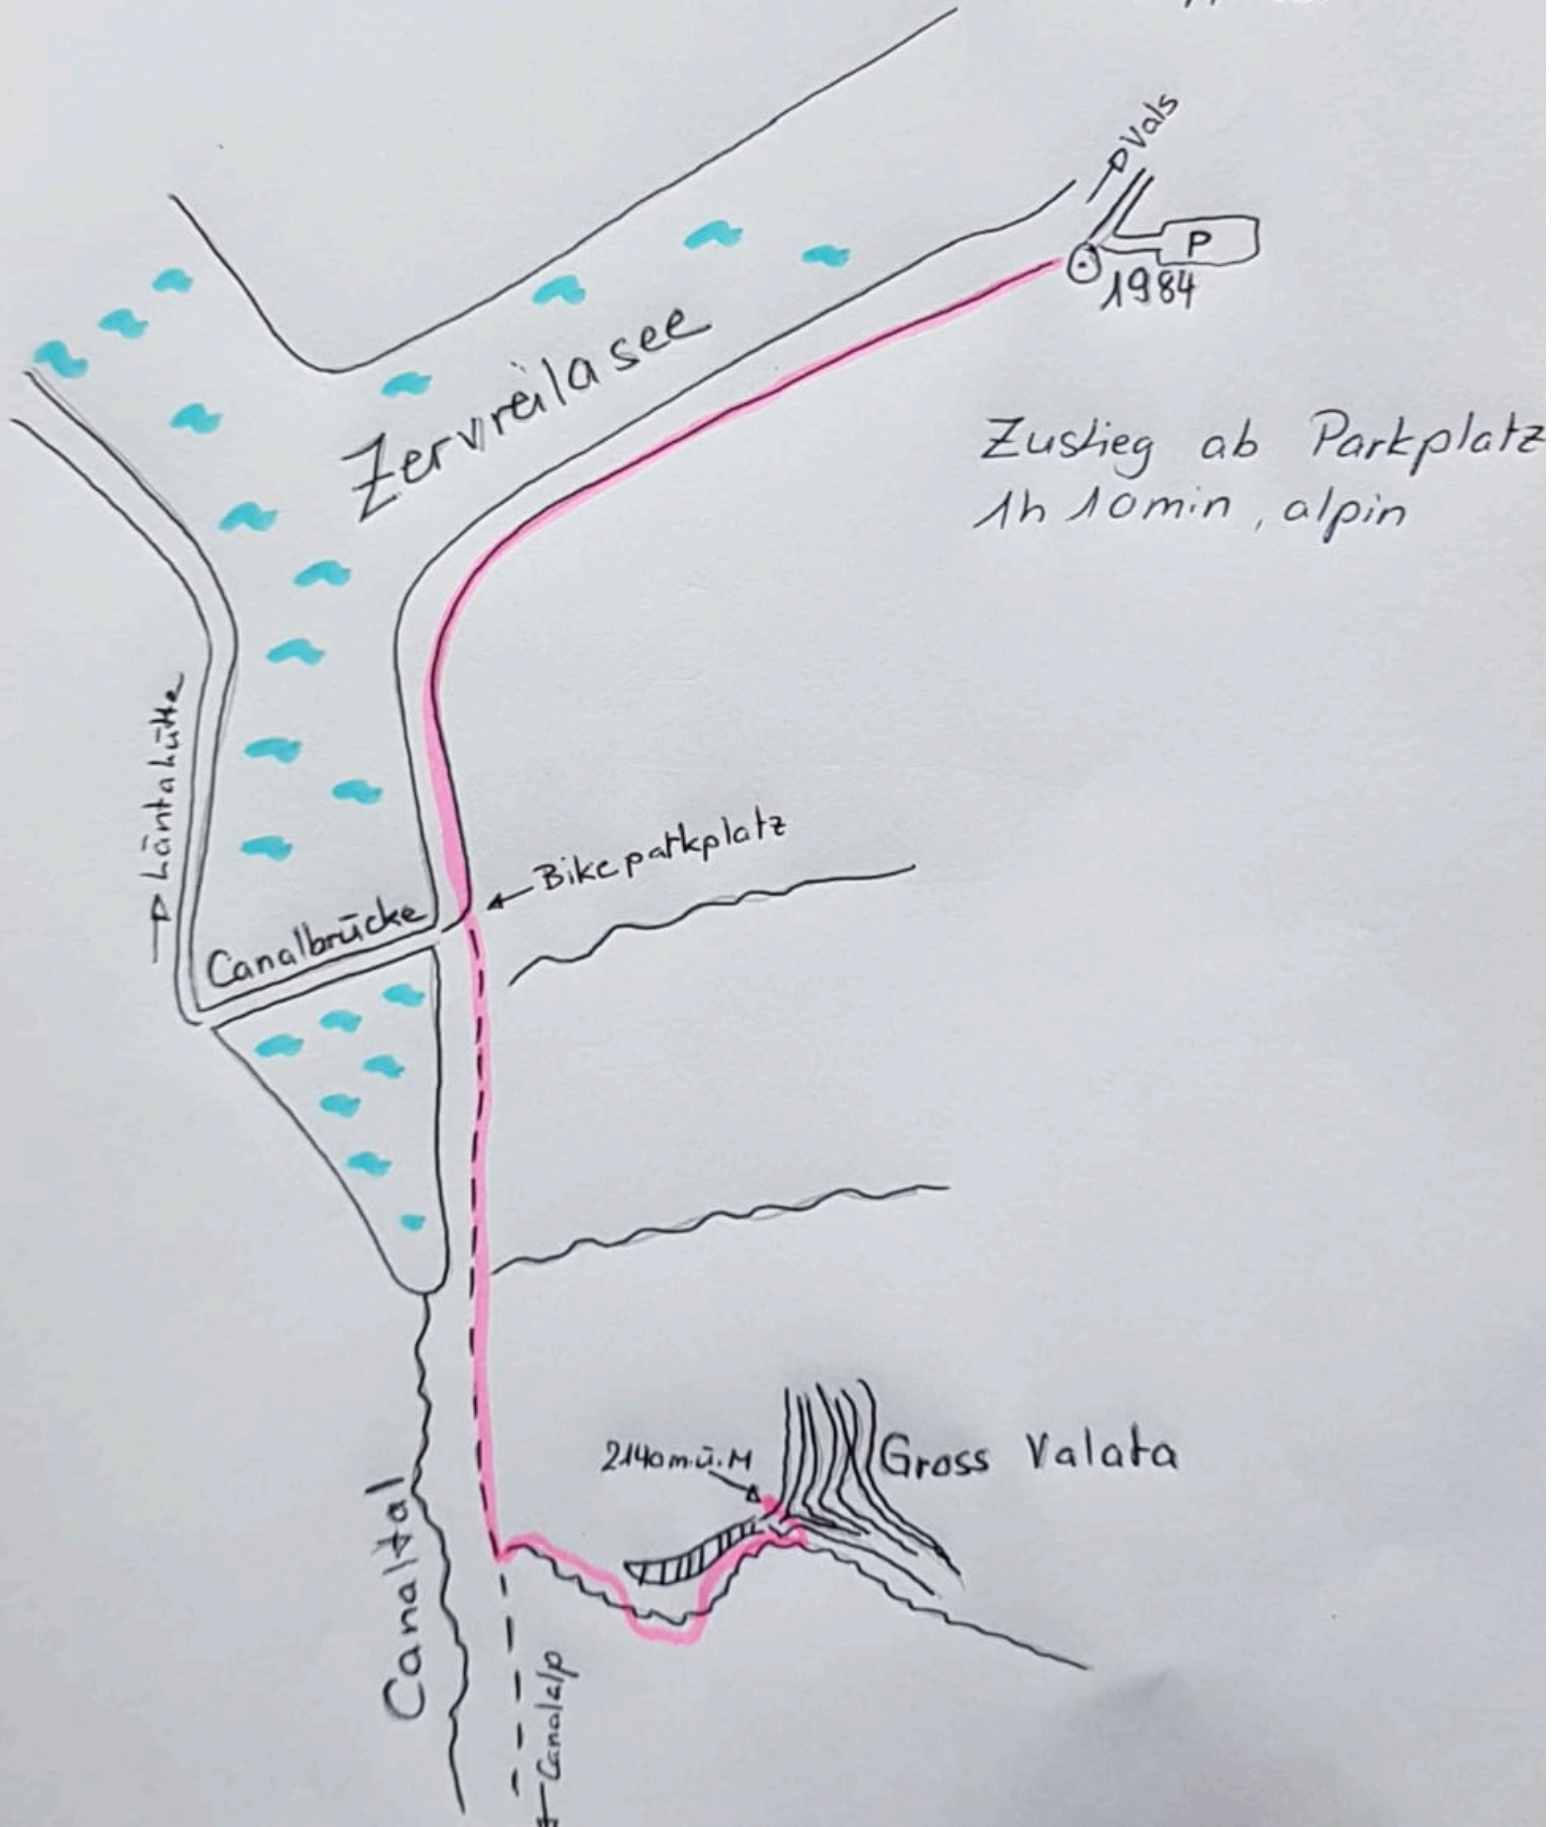 Vals
P
1984
Zervreilasee
Zustieg ab Parkplatz
1h 10min, alpin
Läntahütte
Bikeparkplatz
Canalbrücke
2140 m.ü.M
Gross Valata
Canaltal
Canalalp